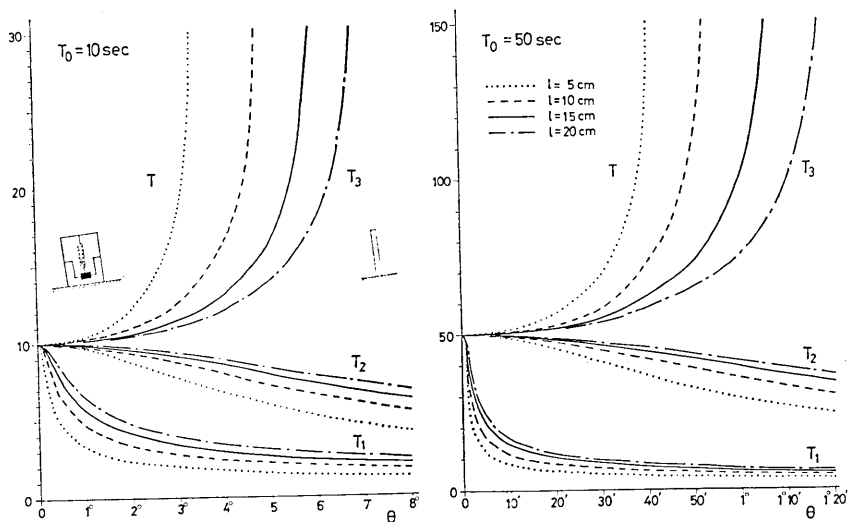 30
T₀ = 10 sec
20
T
T₃
10
T₂
T₁
0
0 1° 2° 3° 4° 5 6 7 8°
θ
150
T₀ = 50 sec
l = 5 cm
l = 10 cm
l = 15 cm
l = 20 cm
T
T₃
100
50
T₂
T₁
0
0 10' 20' 30' 40' 50' 1° 1° 10' 1° 20'
θ